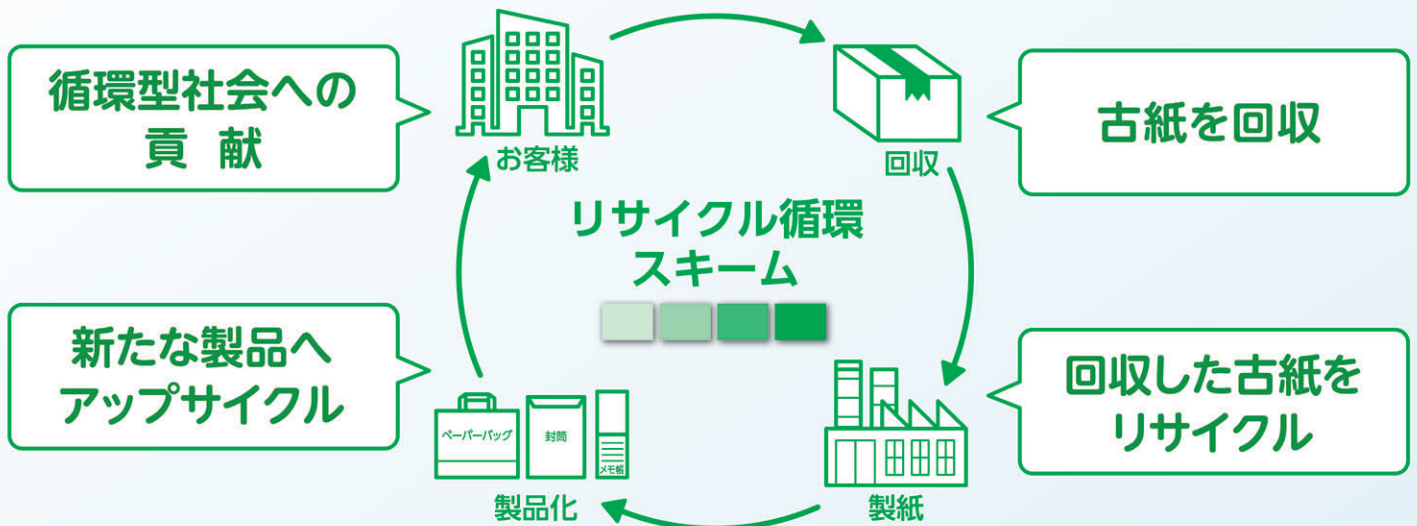 循環型社会への
貢 献
お客様
回収
古紙を回収
リサイクル循環
スキーム
新たな製品へ
アップサイクル
ペーパーバッグ
封筒
メモ帳
製品化
製紙
回収した古紙を
リサイクル